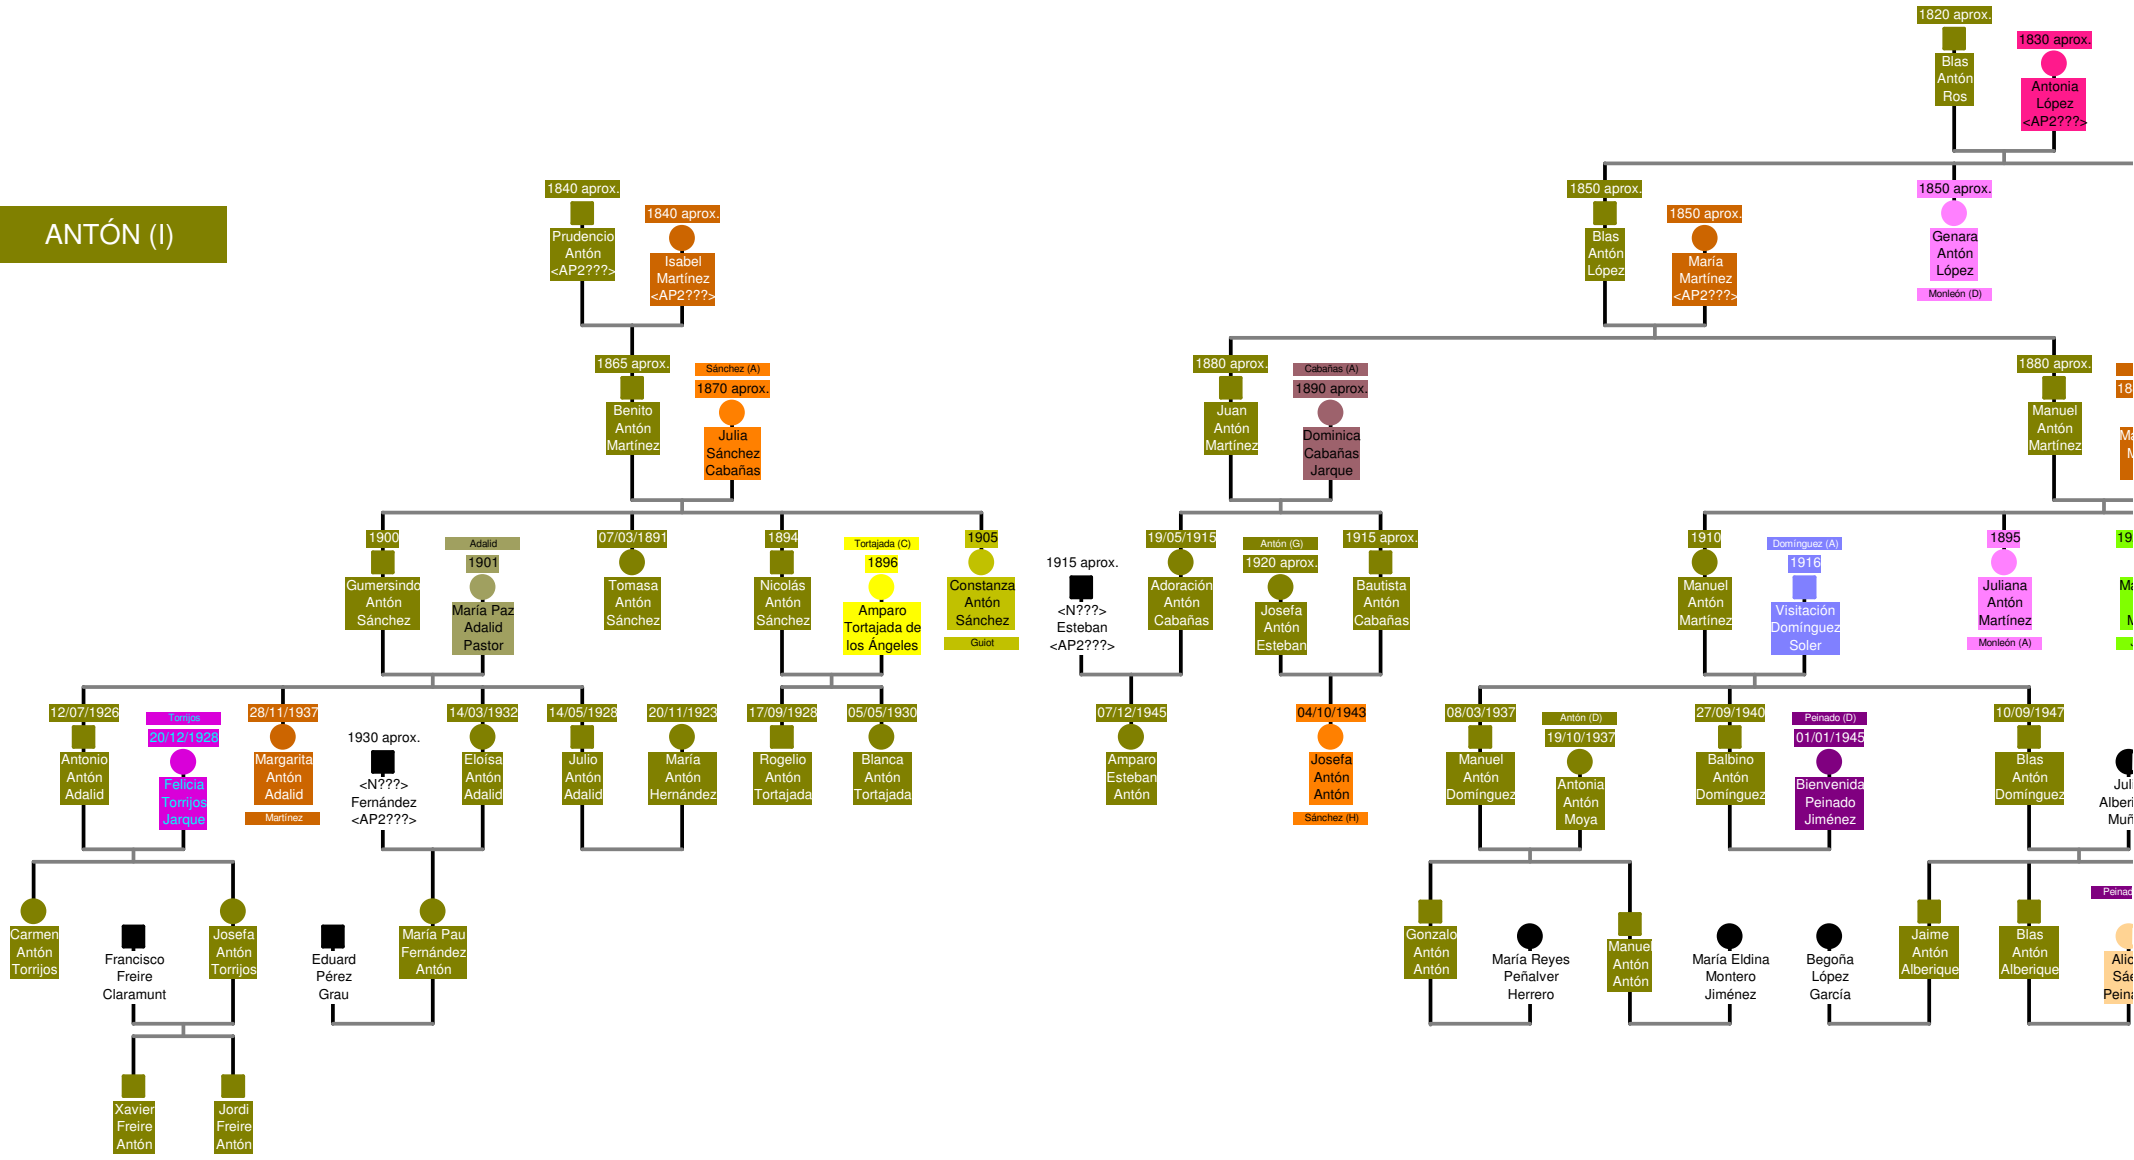 1820 aprox.
Blas
Antón
Ros
1830 aprox.
Antonia
López
<AP2???>
ANTÓN (I)
1840 aprox.
Prudencio
Antón
<AP2???>
1840 aprox.
Isabel
Martínez
<AP2???>
1850 aprox.
Blas
Antón
López
1850 aprox.
María
Martínez
<AP2???>
1850 aprox.
Genara
Antón
López
Monleón (D)
1865 aprox.
Benito
Antón
Martínez
Sánchez (A)
1870 aprox.
Julia
Sánchez
Cabañas
1880 aprox.
Juan
Antón
Martínez
Cabañas (A)
1890 aprox.
Dominica
Cabañas
Jarque
1880 aprox.
Manuel
Antón
Martínez
1900
Gumersindo
Antón
Sánchez
Adalid
1901
María Paz
Adalid
Pastor
07/03/1891
Tomasa
Antón
Sánchez
1894
Nicolás
Antón
Sánchez
Tortajada (C)
1896
Amparo
Tortajada de
los Ángeles
1905
Constanza
Antón
Sánchez
Guiot
1915 aprox.
<N???>
Esteban
<AP2???>
19/05/1915
Adoración
Antón
Cabañas
Antón (G)
1920 aprox.
Josefa
Antón
Esteban
1915 aprox.
Bautista
Antón
Cabañas
1910
Manuel
Antón
Martínez
Domínguez (A)
1916
Visitación
Domínguez
Soler
1895
Juliana
Antón
Martínez
Monleón (A)
12/07/1926
Antonio
Antón
Adalid
Torrijos
20/12/1928
Felicia
Torrijos
Jarque
28/11/1937
Margarita
Antón
Adalid
Martínez
1930 aprox.
<N???>
Fernández
<AP2???>
14/03/1932
Eloísa
Antón
Adalid
14/05/1928
Julio
Antón
Adalid
20/11/1923
María
Antón
Hernández
17/09/1928
Rogelio
Antón
Tortajada
05/05/1930
Blanca
Antón
Tortajada
07/12/1945
Amparo
Esteban
Antón
04/10/1943
Josefa
Antón
Antón
Sánchez (H)
08/03/1937
Manuel
Antón
Domínguez
Antón (D)
19/10/1937
Antonia
Antón
Moya
27/09/1940
Balbino
Antón
Domínguez
Peinado (D)
01/01/1945
Bienvenida
Peinado
Jiménez
10/09/1947
Blas
Antón
Domínguez
Carmen
Antón
Torrijos
Francisco
Freire
Claramunt
Josefa
Antón
Torrijos
Eduard
Pérez
Grau
María Pau
Fernández
Antón
Gonzalo
Antón
Antón
María Reyes
Peñalver
Herrero
Manuel
Antón
Antón
María Eldina
Montero
Jiménez
Begoña
López
García
Jaime
Antón
Alberique
Blas
Antón
Alberique
Xavier
Freire
Antón
Jordi
Freire
Antón